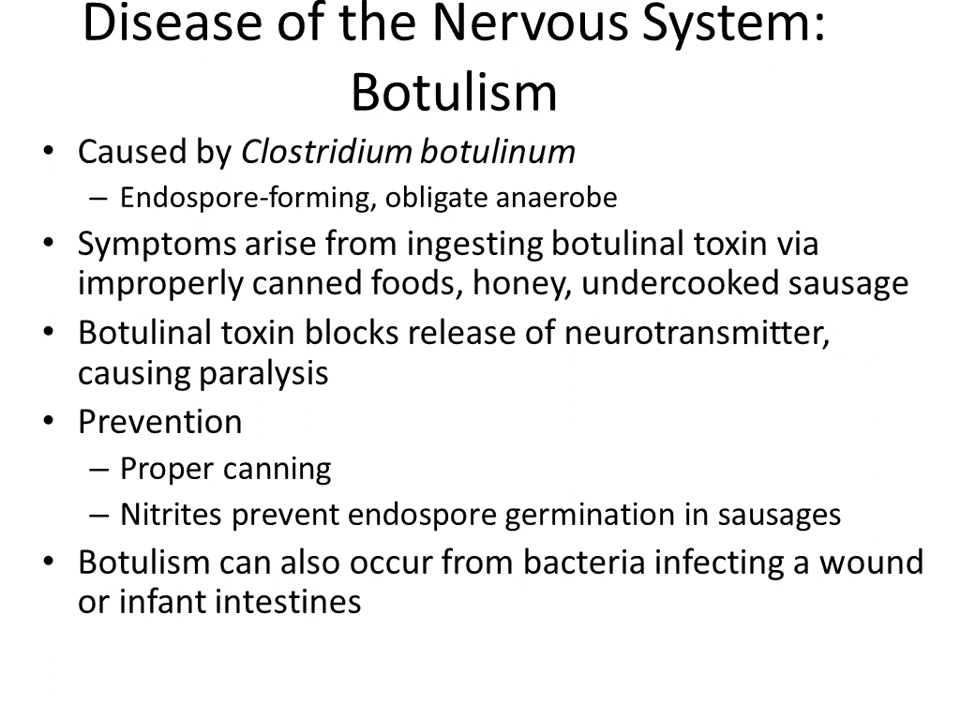 Disease of the Nervous System:
Botulism
• Caused by Clostridium botulinum
– Endospore-forming, obligate anaerobe
• Symptoms arise from ingesting botulinal toxin via
improperly canned foods, honey, undercooked sausage
• Botulinal toxin blocks release of neurotransmitter,
causing paralysis
• Prevention
– Proper canning
– Nitrites prevent endospore germination in sausages
• Botulism can also occur from bacteria infecting a wound
or infant intestines